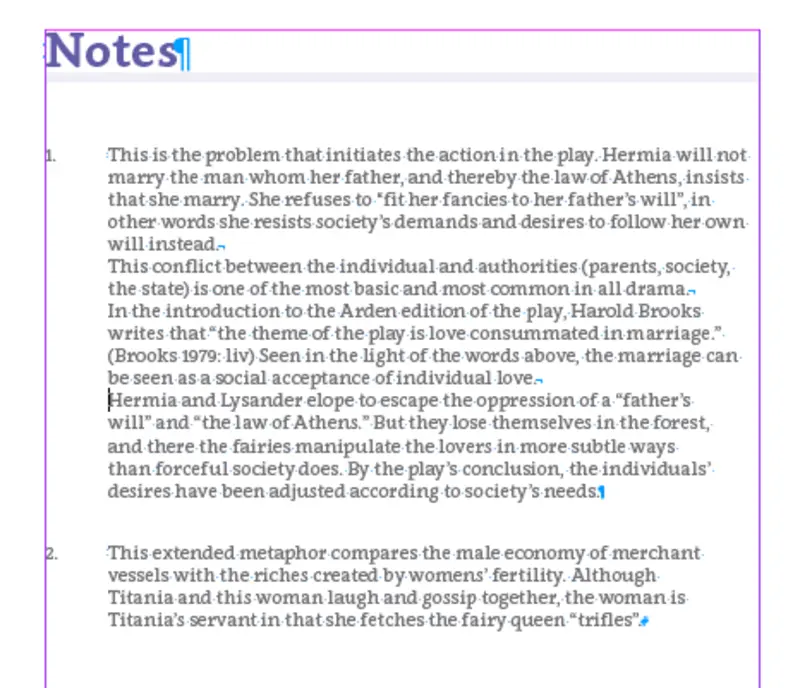 Notes
1. This is the problem that initiates the action in the play. Hermia will not
marry the man whom her father, and thereby the law of Athens, insists
that she marry. She refuses to “fit her fancies to her father’s will”, in
other words she resists society’s demands and desires to follow her own
will instead.
This conflict between the individual and authorities (parents, society,
the state) is one of the most basic and most common in all drama.
In the introduction to the Arden edition of the play, Harold Brooks
writes that “the theme of the play is love consummated in marriage.”
(Brooks 1979: liv) Seen in the light of the words above, the marriage can
be seen as a social acceptance of individual love.
Hermia and Lysander elope to escape the oppression of a “father’s
will” and “the law of Athens.” But they lose themselves in the forest,
and there the fairies manipulate the lovers in more subtle ways
than forceful society does. By the play’s conclusion, the individuals’
desires have been adjusted according to society’s needs.
2. This extended metaphor compares the male economy of merchant
vessels with the riches created by womens’ fertility. Although
Titania and this woman laugh and gossip together, the woman is
Titania’s servant in that she fetches the fairy queen “trifles”.